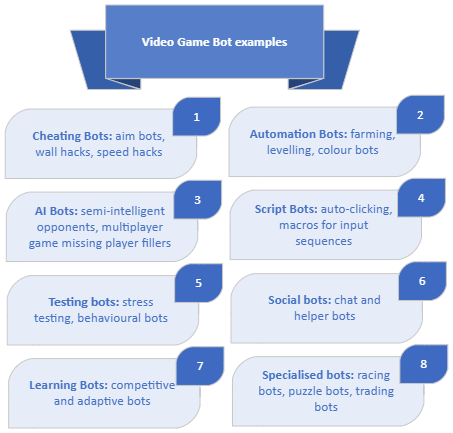 Video Game Bot examples
1
Cheating Bots: aim bots,
wall hacks, speed hacks
2
Automation Bots: farming,
levelling, colour bots
3
AI Bots: semi-intelligent
opponents, multiplayer
game missing player fillers
4
Script Bots: auto-clicking,
macros for input
sequences
5
Testing bots: stress
testing, behavioural bots
6
Social bots: chat and
helper bots
7
Learning Bots: competitive
and adaptive bots
8
Specialised bots: racing
bots, puzzle bots, trading
bots